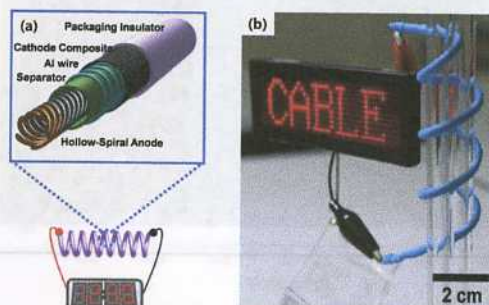 (a)
Packaging Insulator
Cathode Composite
Al wire
Separator
Hollow-Spiral Anode
(b)
CABLE
2 cm